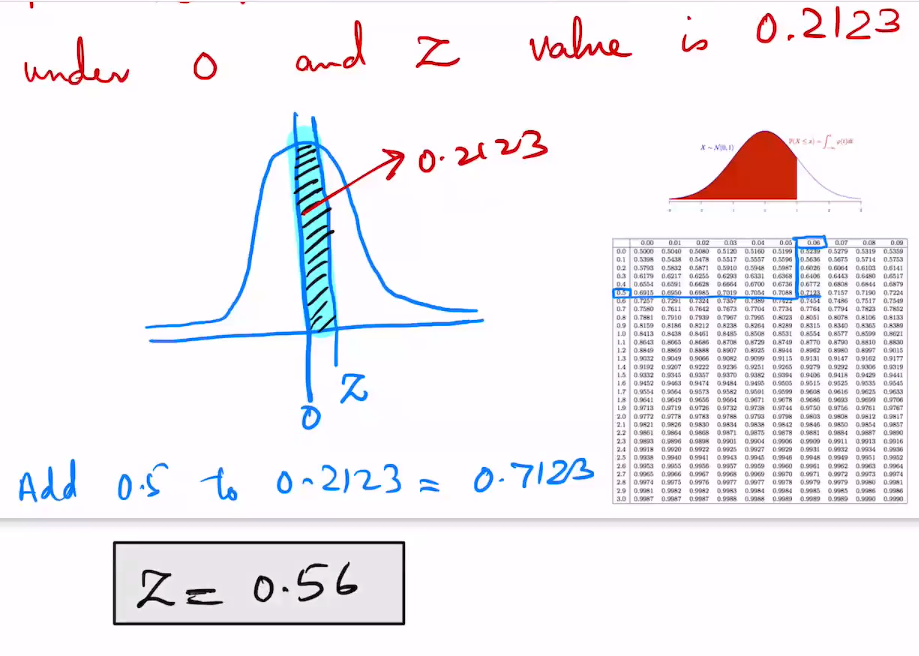 under 0 and Z value is 0.2123
0.2123
0
Z
Add 0.5 to 0.2123 = 0.7123
Z = 0.56
X ~ N(0, 1)
0.00 0.01 0.02 0.03 0.04 0.05 0.06 0.07 0.08 0.09
0.0 0.5000 0.5040 0.5080 0.5120 0.5160 0.5199 0.5239 0.5279 0.5319 0.5359
0.1 0.5398 0.5438 0.5478 0.5517 0.5557 0.5596 0.5636 0.5675 0.5714 0.5753
0.2 0.5793 0.5832 0.5871 0.5910 0.5948 0.5987 0.6026 0.6064 0.6103 0.6141
0.3 0.6179 0.6217 0.6255 0.6293 0.6331 0.6368 0.6406 0.6443 0.6480 0.6517
0.4 0.6554 0.6591 0.6628 0.6664 0.6700 0.6736 0.6772 0.6808 0.6844 0.6879
0.5 0.6915 0.6950 0.6985 0.7019 0.7054 0.7088 0.7123 0.7157 0.7190 0.7224
0.6 0.7257 0.7291 0.7324 0.7357 0.7389 0.7422 0.7454 0.7486 0.7517 0.7549
0.7 0.7580 0.7611 0.7642 0.7673 0.7704 0.7734 0.7764 0.7794 0.7823 0.7852
0.8 0.7881 0.7910 0.7939 0.7967 0.7995 0.8023 0.8051 0.8078 0.8106 0.8133
0.9 0.8159 0.8186 0.8212 0.8238 0.8264 0.8289 0.8315 0.8340 0.8365 0.8389
1.0 0.8413 0.8438 0.8461 0.8485 0.8508 0.8531 0.8554 0.8577 0.8599 0.8621
1.1 0.8643 0.8665 0.8686 0.8708 0.8729 0.8749 0.8770 0.8790 0.8810 0.8830
1.2 0.8849 0.8869 0.8888 0.8907 0.8925 0.8944 0.8962 0.8980 0.8997 0.9015
1.3 0.9032 0.9049 0.9066 0.9082 0.9099 0.9115 0.9131 0.9147 0.9162 0.9177
1.4 0.9192 0.9207 0.9222 0.9236 0.9251 0.9265 0.9279 0.9292 0.9306 0.9319
1.5 0.9332 0.9345 0.9357 0.9370 0.9382 0.9394 0.9406 0.9418 0.9429 0.9441
1.6 0.9452 0.9463 0.9474 0.9484 0.9495 0.9505 0.9515 0.9525 0.9535 0.9545
1.7 0.9554 0.9564 0.9573 0.9582 0.9591 0.9599 0.9608 0.9616 0.9625 0.9633
1.8 0.9641 0.9649 0.9656 0.9664 0.9671 0.9678 0.9686 0.9693 0.9699 0.9706
1.9 0.9713 0.9719 0.9726 0.9732 0.9738 0.9744 0.9750 0.9756 0.9761 0.9767
2.0 0.9772 0.9778 0.9783 0.9788 0.9793 0.9798 0.9803 0.9808 0.9812 0.9817
2.1 0.9821 0.9826 0.9830 0.9834 0.9838 0.9842 0.9846 0.9850 0.9854 0.9857
2.2 0.9861 0.9864 0.9868 0.9871 0.9875 0.9878 0.9881 0.9884 0.9887 0.9890
2.3 0.9893 0.9896 0.9898 0.9901 0.9904 0.9906 0.9909 0.9911 0.9913 0.9916
2.4 0.9918 0.9920 0.9922 0.9925 0.9927 0.9929 0.9931 0.9932 0.9934 0.9936
2.5 0.9938 0.9940 0.9941 0.9943 0.9945 0.9946 0.9948 0.9949 0.9951 0.9952
2.6 0.9953 0.9955 0.9956 0.9957 0.9959 0.9960 0.9961 0.9962 0.9963 0.9964
2.7 0.9965 0.9966 0.9967 0.9968 0.9969 0.9970 0.9971 0.9972 0.9973 0.9974
2.8 0.9974 0.9975 0.9976 0.9977 0.9977 0.9978 0.9979 0.9979 0.9980 0.9981
2.9 0.9981 0.9982 0.9982 0.9983 0.9984 0.9984 0.9985 0.9985 0.9986 0.9986
3.0 0.9987 0.9987 0.9987 0.9988 0.9988 0.9989 0.9989 0.9989 0.9990 0.9990